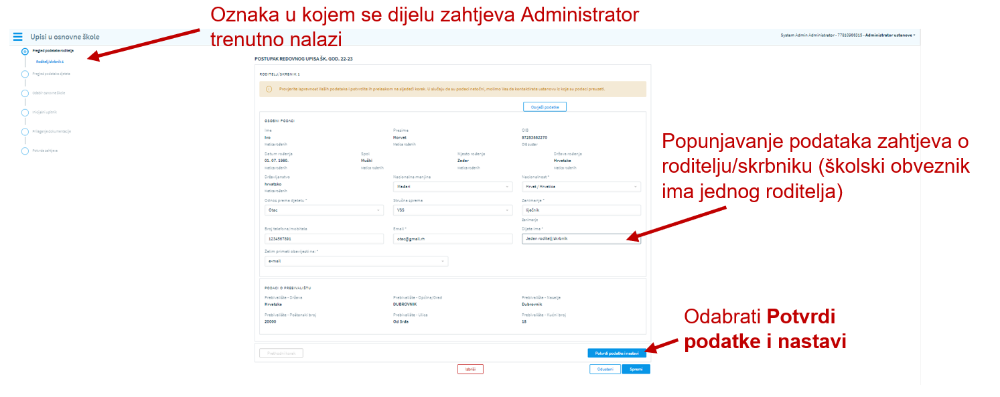 Oznaka u kojem se dijelu zahtjeva Administrator
trenutno nalazi
Upisi u osnovne škole
System Admin Administrator - 77810966315 - Administrator ustanove
Pregled podataka roditelja
Roditelj/skrbnik 1
Pregled podataka djeteta
Odabir osnovne škole
Inicijalni upitnik
Prilaganje dokumentacije
Potvrda zahtjeva
POSTUPAK REDOVNOG UPISA ŠK. GOD. 22-23
RODITELJ/SKRBNIK 1
Provjerite ispravnost Vaših podataka i potvrdite ih prelaskom na sljedeći korak. U slučaju da su podaci netočni, molimo Vas da kontaktirate ustanovu iz koje su podaci preuzeti.
Osvježi podatke
OSOBNI PODACI
Ime Prezime OIB
Ivo Horvat 87283882270
Matica rođenih Matica rođenih OIB sustav
Datum rođenja Spol Mjesto rođenja Država rođenja
01. 07. 1980. Muški Zadar Hrvatska
Matica rođenih Matica rođenih Matica rođenih Matica rođenih
Državljanstvo Nacionalna manjina Nacionalnost *
hrvatsko Mađari Hrvat / Hrvatica
Matica rođenih
Odnos prema djetetu * Stručna sprema Zanimanje *
Otac VSS liječnik
Zanimanje
Broj telefona/mobitela Email * Dijete ima *
1234567891 otac@gmail.rh Jedan roditelj/skrbnik
Želim primati obavijesti na: *
e-mail
PODACI O PREBIVALIŠTU
Prebivalište - Država Prebivalište - Općina/Grad Prebivalište - Naselje
Hrvatska DUBROVNIK Dubrovnik
Prebivalište - Poštanski broj Prebivalište - Ulica Prebivalište - Kućni broj
20000 Od Srđa 18
Prethodni korak Potvrdi podatke i nastavi
Izbriši Odustani Spremi
Popunjavanje podataka zahtjeva o
roditelju/skrbniku (školski obveznik
ima jednog roditelja)
Odabrati Potvrdi
podatke i nastavi